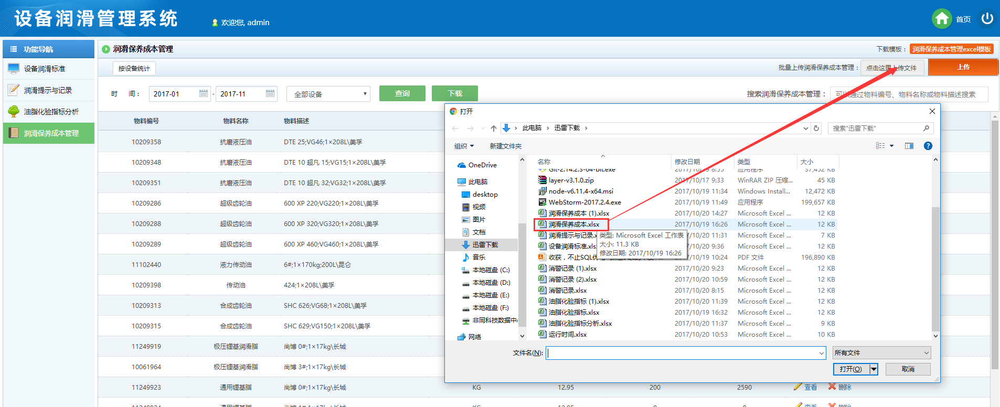 设备润滑管理系统
欢迎您, admin
首页
功能导航
设备润滑标准
润滑提示与记录
油脂化验指标分析
润滑保养成本管理
润滑保养成本管理
下载模板：
润滑保养成本管理excel模板
按设备统计
批量上传润滑保养成本管理：
点击这里上传文件
上传
时 间：
2017-01
-
2017-11
全部设备
查询
下载
搜索润滑保养成本管理：
可以通过物料编号、物料名称或物料描述搜索
物料编号 物料名称 物料描述
10209358 抗磨液压油 DTE 25;VG46;1×208L\美孚
10209348 抗磨液压油 DTE 10 超凡 15;VG15;1×208L\美孚
10209351 抗磨液压油 DTE 10 超凡 32;VG32;1×208L\美孚
10209286 超级齿轮油 600 XP 220;VG220;1×208L\美孚
10209288 超级齿轮油 600 XP 320;VG320;1×208L\美孚
10209289 超级齿轮油 600 XP 460;VG460;1×208L\美孚
11102440 液力传动油 6#;1×170kg;200L\昆仑
10209398 传动油 424;1×208L\美孚
10209313 合成齿轮油 SHC 626;VG68;1×208L\美孚
10209315 合成齿轮油 SHC 629;VG150;1×208L\美孚
11249919 极压锂基润滑脂 尚博 0#;1×17kg\长城
10061964 极压锂基润滑脂 尚博 3#;1×17kg\长城
11249923 通用锂基脂 尚博 0#;1×17kg\长城 KG 12.95 200 2590 查看 删除
打开
此电脑
迅雷下载
搜索"迅雷下载"
组织
新建文件夹
OneDrive
此电脑
desktop
视频
图片
文档
迅雷下载
音乐
本地磁盘 (C:)
本地磁盘 (D:)
本地磁盘 (E:)
本地磁盘 (F:)
非同科技数据中
网络
名称 修改日期 类型 大小
Git-2.14.2.3-64-bit.exe 2017/10/19 8:55 应用程序 37,452 KB
layer-v3.1.0.zip 2017/10/17 9:33 WinRAR ZIP 压缩... 45 KB
node-v6.11.4-x64.msi 2017/10/19 11:34 Windows Install... 12,472 KB
WebStorm-2017.2.4.exe 2017/10/19 11:49 应用程序 199,657 KB
润滑保养成本 (1).xlsx 2017/10/20 14:27 Microsoft Excel ... 12 KB
润滑保养成本.xlsx 2017/10/19 16:26 Microsoft Excel ... 12 KB
润滑提示与记录.x 2017/10/20 11:31 Microsoft Excel ... 7 KB
设备润滑标准.xls 2017/10/20 9:36 Microsoft Excel ... 12 KB
收获，不止SQL优 2017/10/19 10:24 PDF 文件 196,890 KB
消警记录 (1).xlsx 2017/10/20 9:23 Microsoft Excel ... 12 KB
消警记录 (2).xlsx 2017/10/20 10:59 Microsoft Excel ... 12 KB
消警记录.xlsx 2017/10/20 8:15 Microsoft Excel ... 12 KB
油脂化验指标 (1).xlsx 2017/10/20 11:39 Microsoft Excel ... 12 KB
油脂化验指标.xlsx 2017/10/19 16:32 Microsoft Excel ... 12 KB
油脂化验指标分析.xlsx 2017/10/20 11:37 Microsoft Excel ... 9 KB
运行时间.xlsx 2017/10/20 10:53 Microsoft Excel ... 10 KB
类型: Microsoft Excel 工作表
大小: 11.3 KB
修改日期: 2017/10/19 16:26
文件名(N):
所有文件
打开(O)
取消